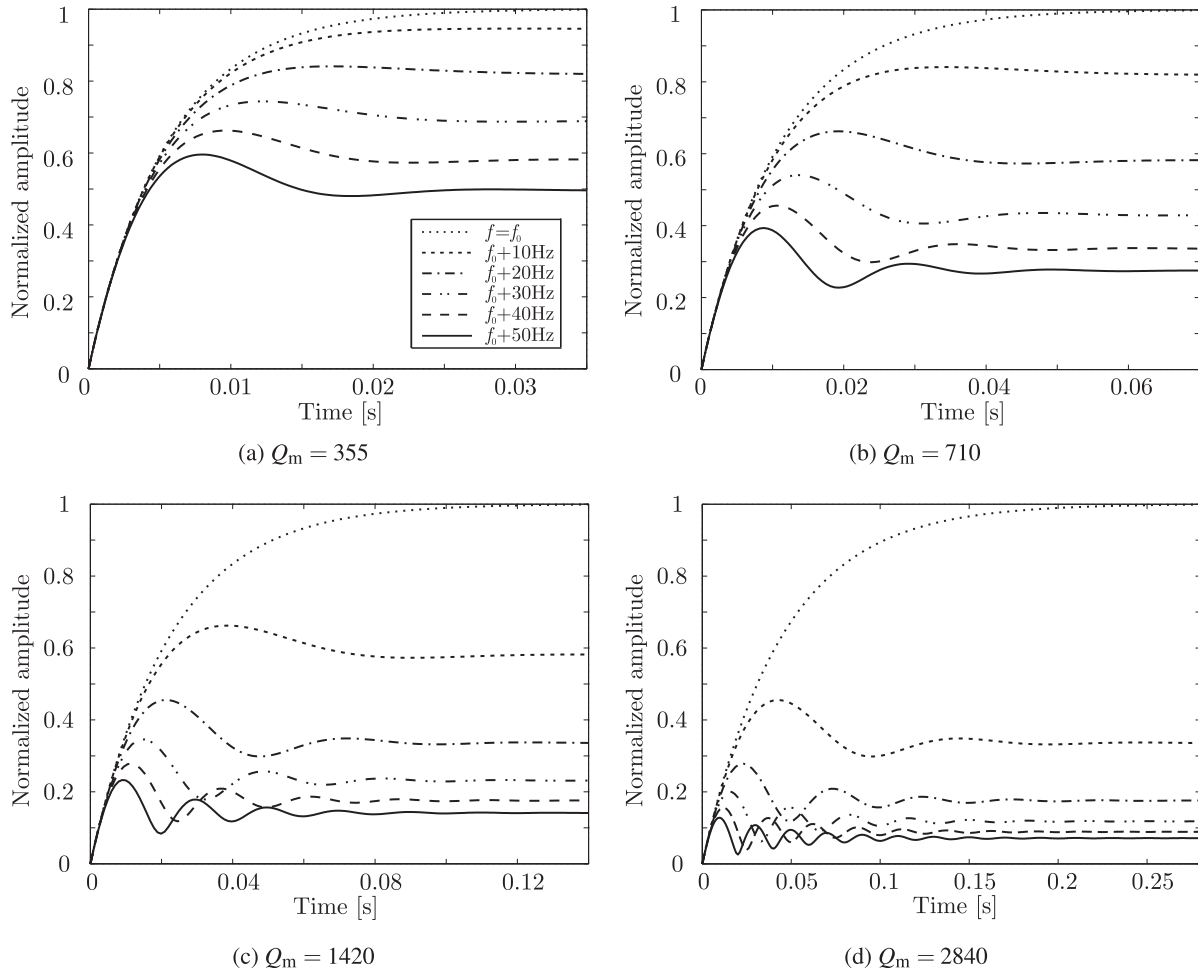 1
0.8
0.6
0.4
0.2
0
Normalized amplitude
0 0.01 0.02 0.03
Time [s]
f=f₀
f₀+10Hz
f₀+20Hz
f₀+30Hz
f₀+40Hz
f₀+50Hz
(a) Qm = 355
1
0.8
0.6
0.4
0.2
0
Normalized amplitude
0 0.02 0.04 0.06
Time [s]
(b) Qm = 710
1
0.8
0.6
0.4
0.2
0
Normalized amplitude
0 0.04 0.08 0.12
Time [s]
(c) Qm = 1420
1
0.8
0.6
0.4
0.2
0
Normalized amplitude
0 0.05 0.1 0.15 0.2 0.25
Time [s]
(d) Qm = 2840